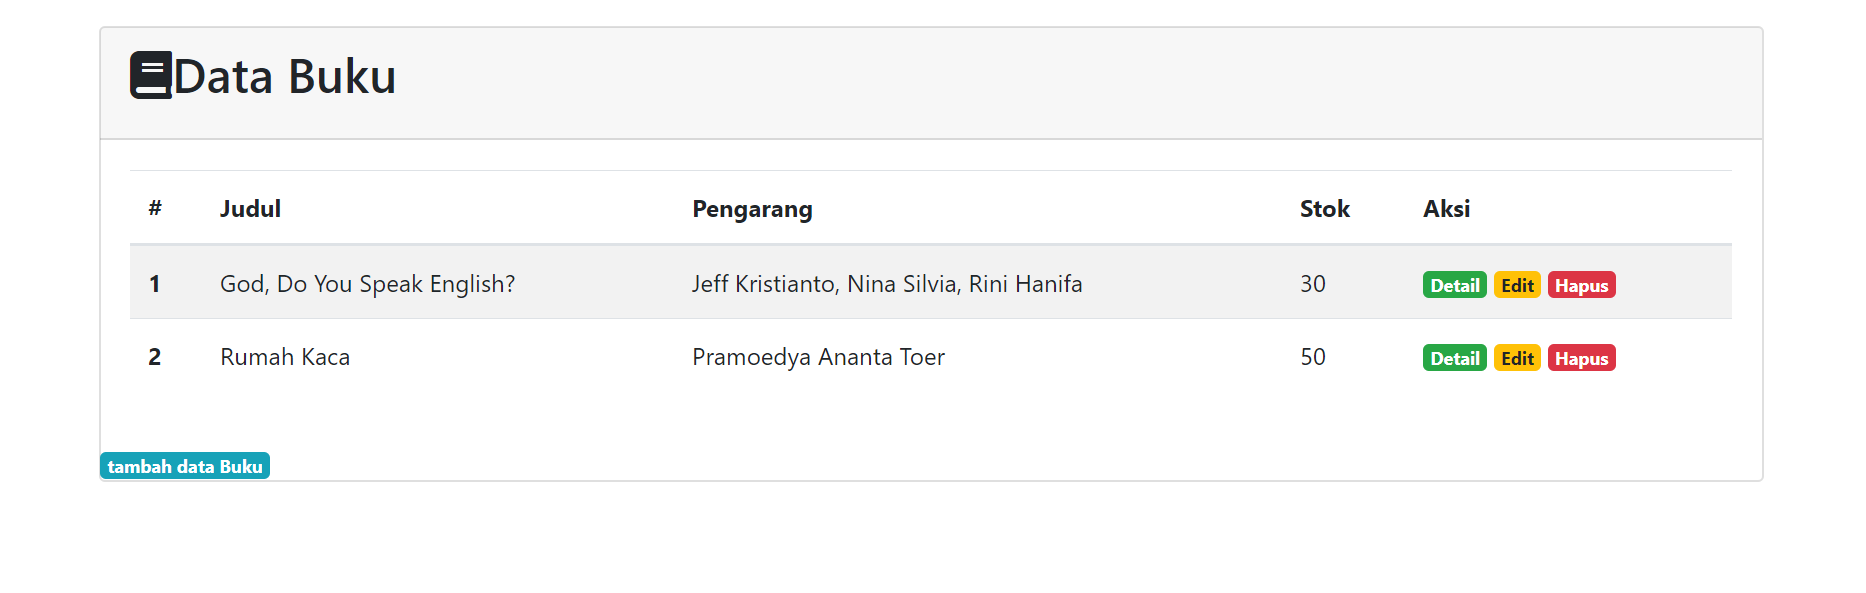 Data Buku
# Judul Pengarang Stok Aksi
1 God, Do You Speak English? Jeff Kristianto, Nina Silvia, Rini Hanifa 30 Detail Edit Hapus
2 Rumah Kaca Pramoedya Ananta Toer 50 Detail Edit Hapus
tambah data Buku